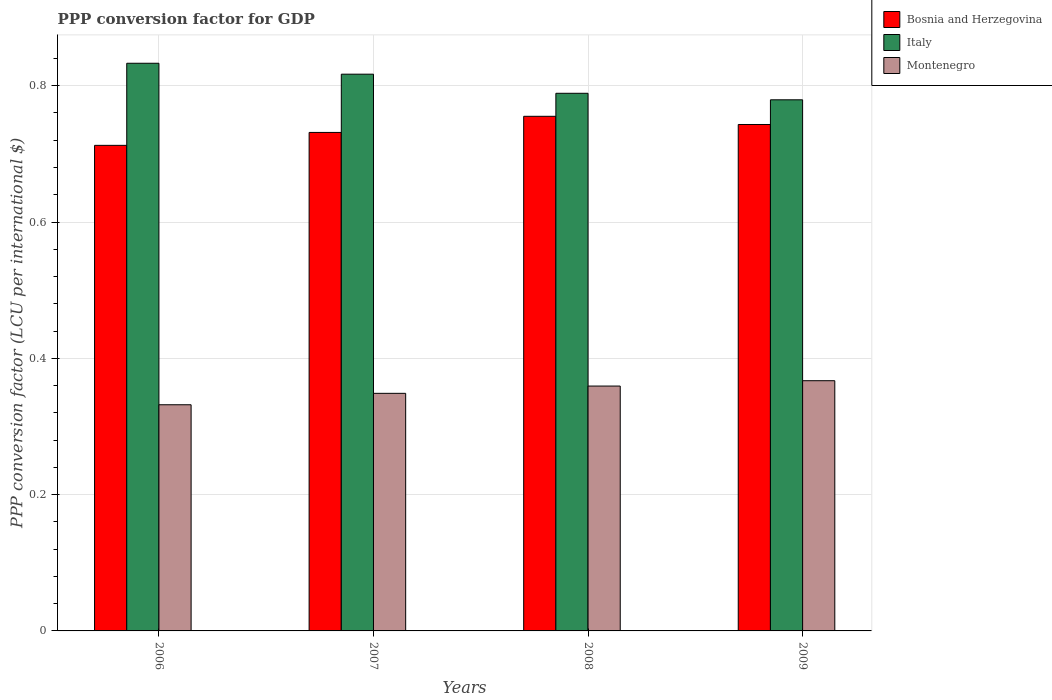 PPP conversion factor for GDP
Bosnia and Herzegovina
Italy
Montenegro
PPP conversion factor (LCU per international $)
0.8
0.6
0.4
0.2
0
2006
2007
2008
2009
Years